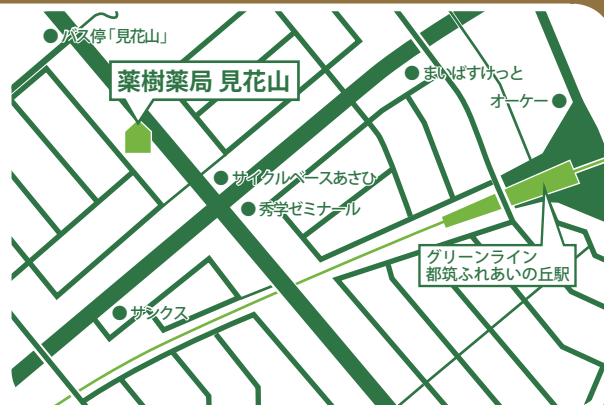 バス停「見花山」
薬樹薬局 見花山
まいばすけっと
オーケー
サイクルベースあさひ
秀学ゼミナール
グリーンライン
都筑ふれあいの丘駅
サンクス